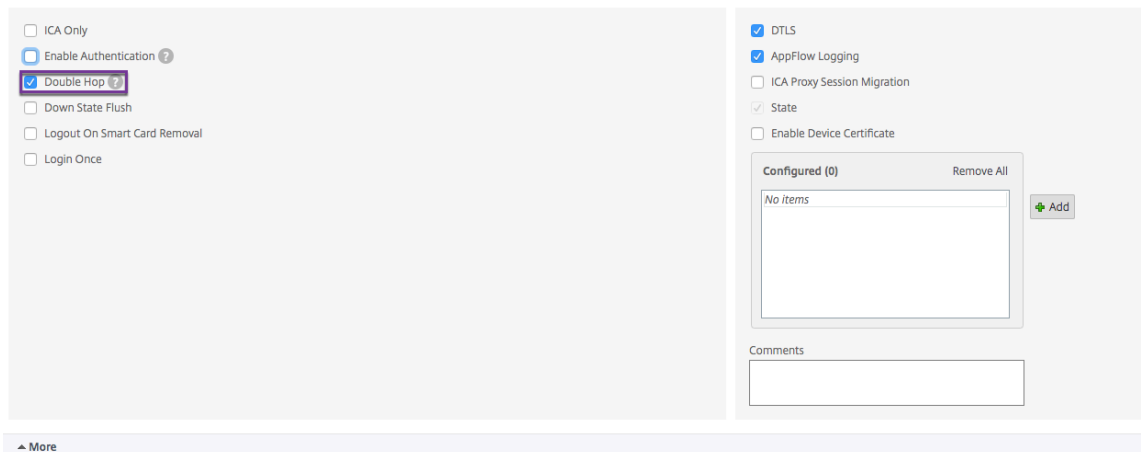 ICA Only
Enable Authentication ?
Double Hop ?
Down State Flush
Logout On Smart Card Removal
Login Once
DTLS
AppFlow Logging
ICA Proxy Session Migration
State
Enable Device Certificate
Configured (0) Remove All
No items
Add
Comments
More